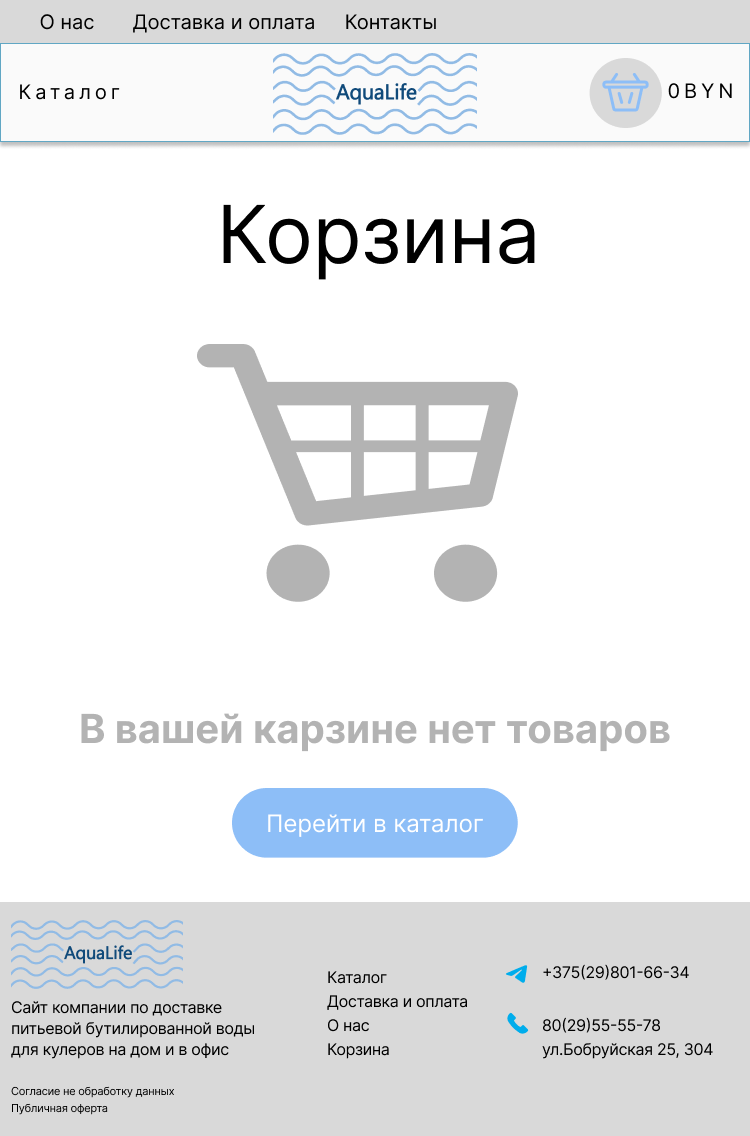 О нас Доставка и оплата Контакты
Каталог AquaLife 0BYN
Корзина
В вашей карзине нет товаров
Перейти в каталог
AquaLife
Сайт компании по доставке
питьевой бутилированной воды
для кулеров на дом и в офис
Согласие не обработку данных
Публичная оферта
Каталог
Доставка и оплата
О нас
Корзина
+375(29)801-66-34
80(29)55-55-78
ул.Бобруйская 25, 304